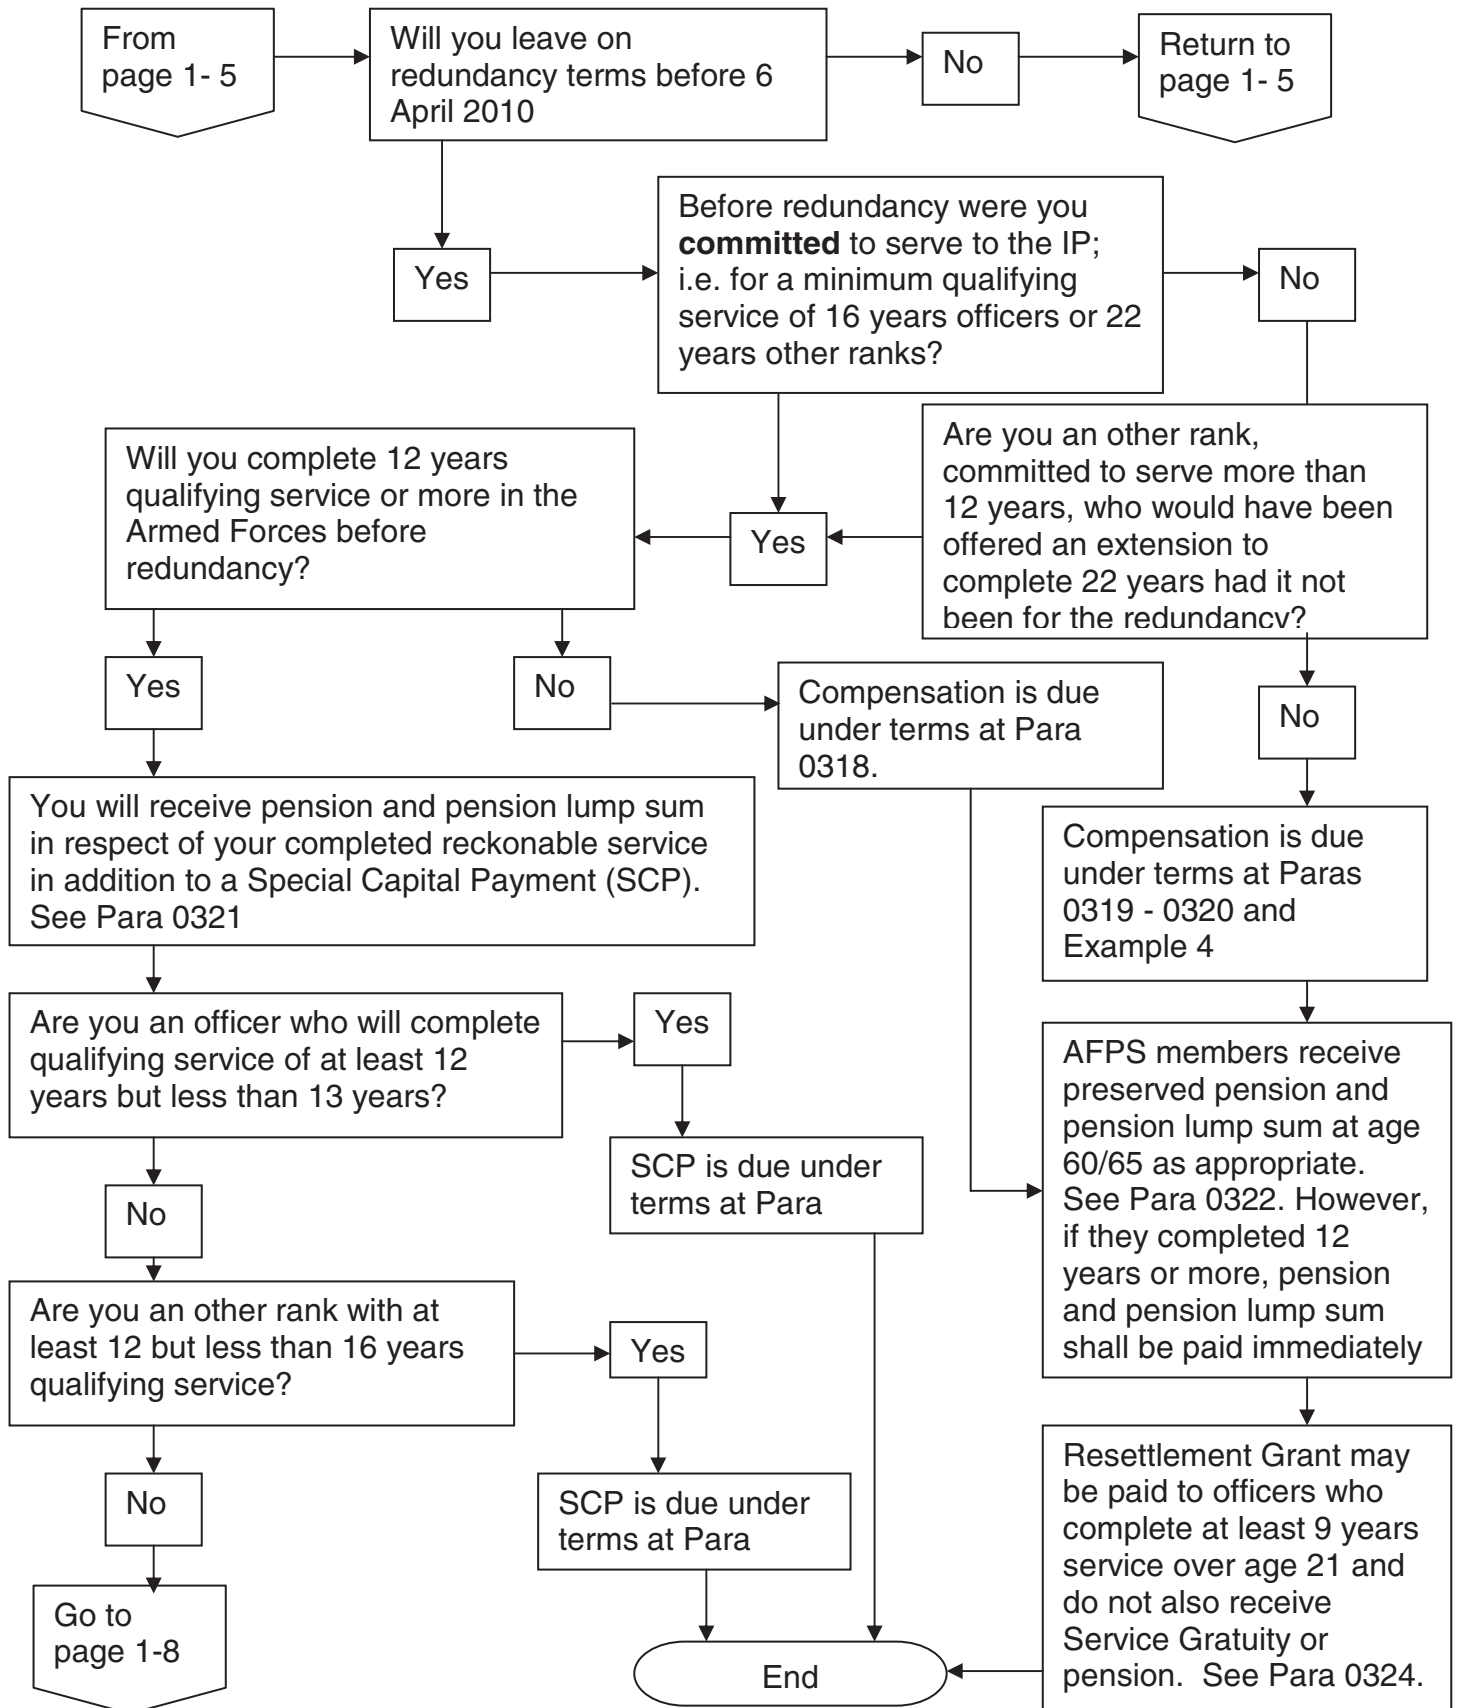 From
page 1- 5
Will you leave on
redundancy terms before 6
April 2010
No
Return to
page 1- 5
Before redundancy were you
committed to serve to the IP;
i.e. for a minimum qualifying
service of 16 years officers or 22
years other ranks?
Yes
No
Are you an other rank,
committed to serve more than
12 years, who would have been
offered an extension to
complete 22 years had it not
been for the redundancy?
Will you complete 12 years
qualifying service or more in the
Armed Forces before
redundancy?
Yes
Yes
No
Compensation is due
under terms at Para
0318.
No
You will receive pension and pension lump sum
in respect of your completed reckonable service
in addition to a Special Capital Payment (SCP).
See Para 0321
Compensation is due
under terms at Paras
0319 - 0320 and
Example 4
Are you an officer who will complete
qualifying service of at least 12
years but less than 13 years?
Yes
AFPS members receive
preserved pension and
pension lump sum at age
60/65 as appropriate.
See Para 0322. However,
if they completed 12
years or more, pension
and pension lump sum
shall be paid immediately
SCP is due under
terms at Para
No
Are you an other rank with at
least 12 but less than 16 years
qualifying service?
Yes
Resettlement Grant may
be paid to officers who
complete at least 9 years
service over age 21 and
do not also receive
Service Gratuity or
pension.  See Para 0324.
No
SCP is due under
terms at Para
Go to
page 1-8
End